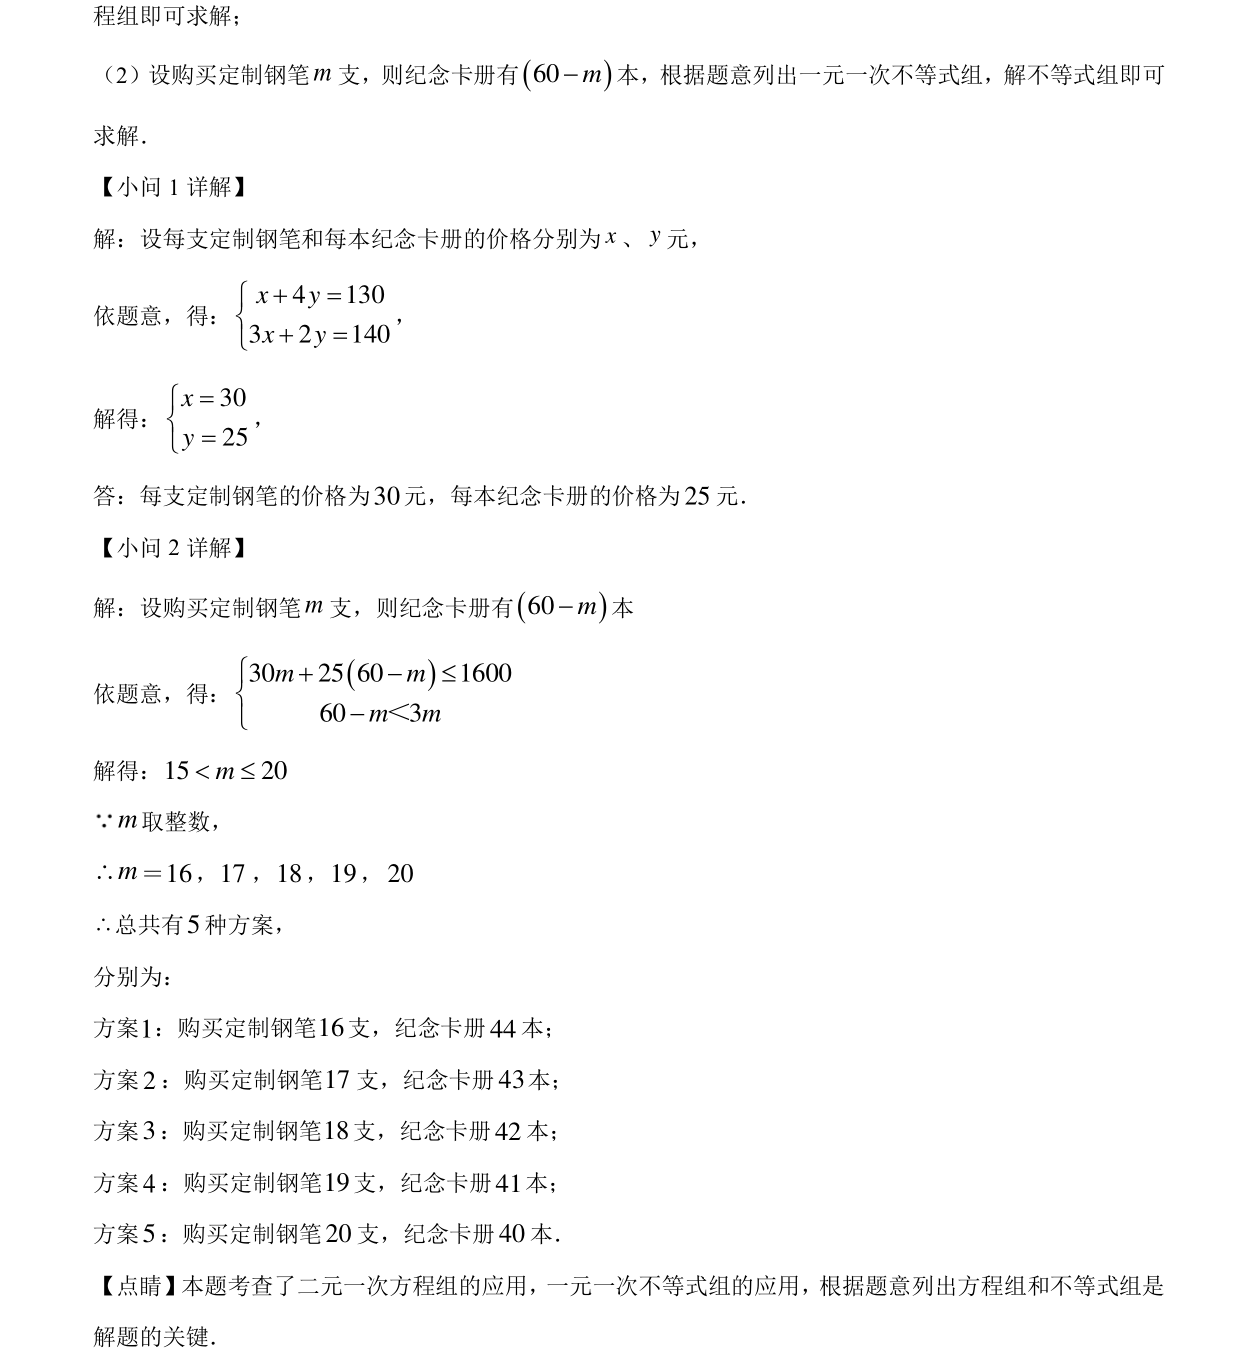 程组即可求解；
（2）设购买定制钢笔 m 支，则纪念卡册有(60−m)本，根据题意列出一元一次不等式组，解不等式组即可
求解．
【小问 1 详解】
解：设每支定制钢笔和每本纪念卡册的价格分别为 x 、 y 元，
依题意，得：{ x+4y=130
3x+2y=140 ，
解得：{ x=30
y=25 ，
答：每支定制钢笔的价格为30元，每本纪念卡册的价格为25 元．
【小问 2 详解】
解：设购买定制钢笔 m 支，则纪念卡册有(60−m)本
依题意，得：{ 30m+25(60−m)≤1600
60−m<3m
解得：15<m≤20
∵m取整数，
∴m＝16，17，18，19，20
∴总共有5种方案，
分别为：
方案1：购买定制钢笔16支，纪念卡册44本；
方案2：购买定制钢笔17 支，纪念卡册43本；
方案3：购买定制钢笔18支，纪念卡册42 本；
方案4：购买定制钢笔19支，纪念卡册41本；
方案5：购买定制钢笔20 支，纪念卡册40 本．
【点睛】本题考查了二元一次方程组的应用，一元一次不等式组的应用，根据题意列出方程组和不等式组是
解题的关键．